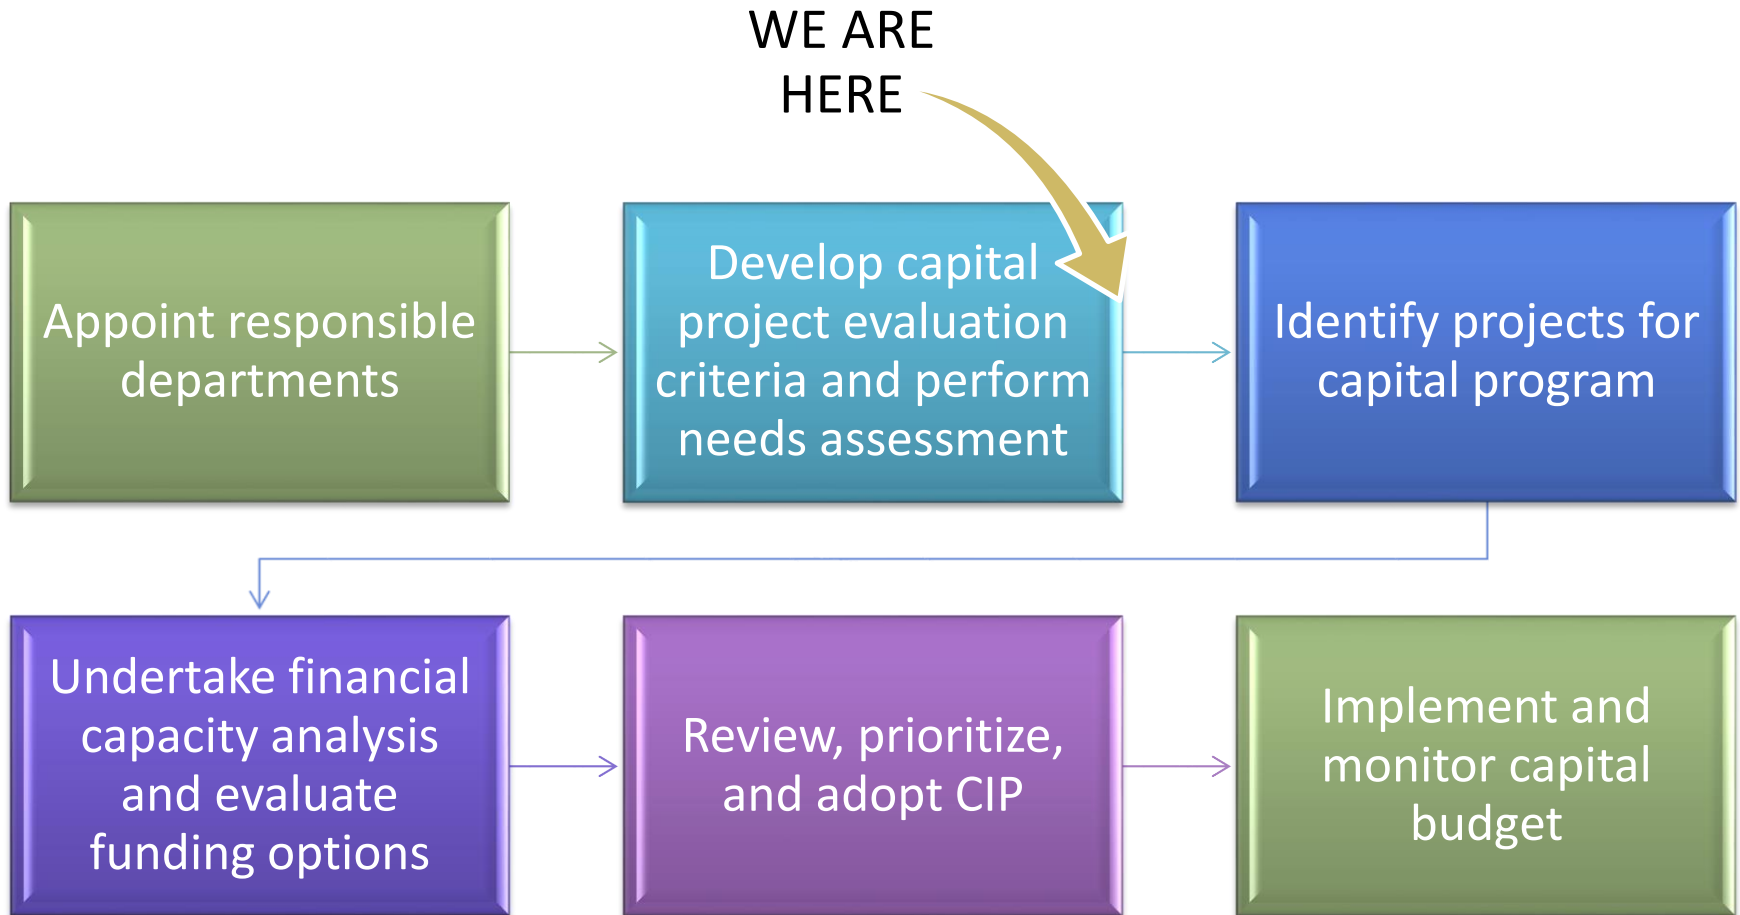 WE ARE
HERE
Appoint responsible
departments
Develop capital
project evaluation
criteria and perform
needs assessment
Identify projects for
capital program
Undertake financial
capacity analysis
and evaluate
funding options
Review, prioritize,
and adopt CIP
Implement and
monitor capital
budget